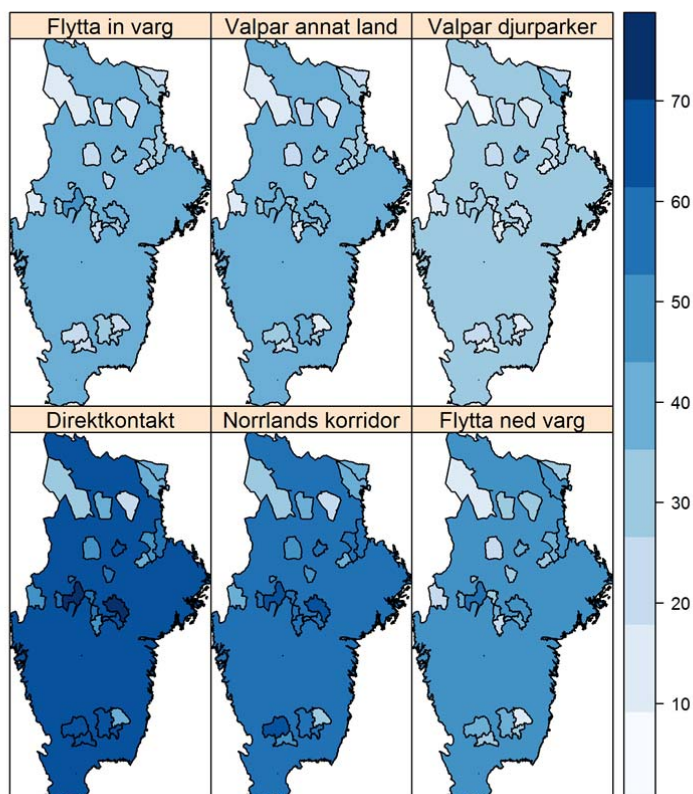 Flytta in varg
Valpar annat land
Valpar djurparker
Direktkontakt
Norrlands korridor
Flytta ned varg
70
60
50
40
30
20
10